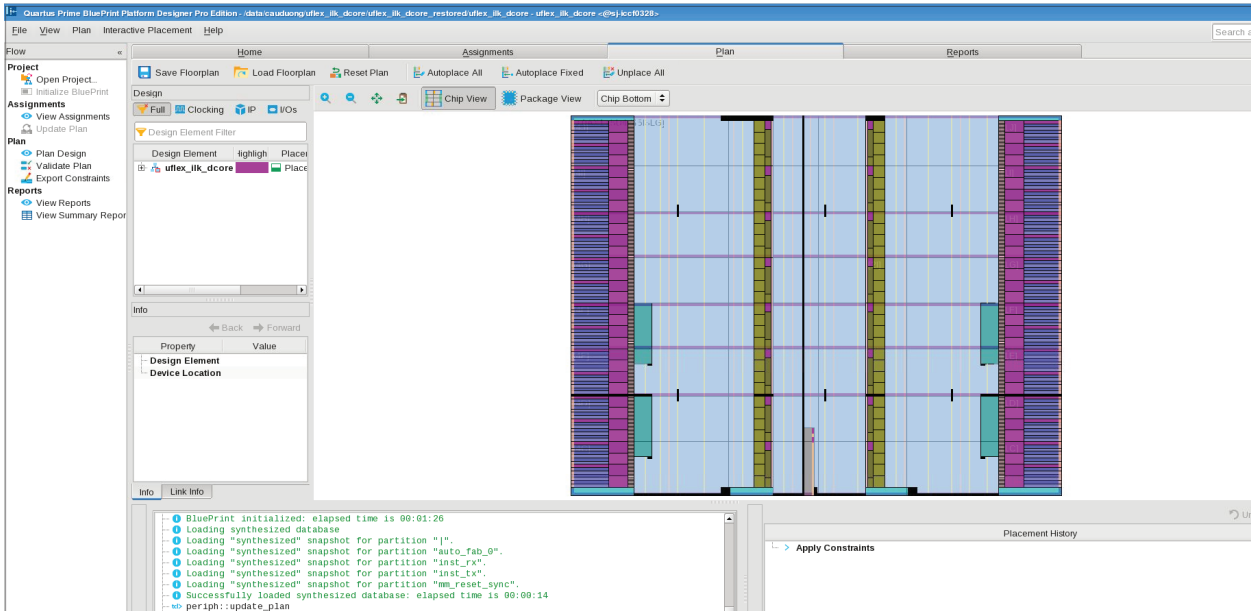 Quartus Prime BluePrint Platform Designer Pro Edition - /data/cauduong/uflex_ilk_dcore/uflex_ilk_dcore_restored/uflex_ilk_dcore - uflex_ilk_dcore <@sj-iccf0328>
File View Plan Interactive Placement Help
Search a
Flow «
Home Assignments Plan Reports
Project
Open Project...
Initialize BluePrint
Assignments
View Assignments
Update Plan
Plan
Plan Design
Validate Plan
Export Constraints
Reports
View Reports
View Summary Repor
Save Floorplan Load Floorplan Reset Plan Autoplace All Autoplace Fixed Unplace All
Design
Full Clocking IP I/Os
Chip View Package View Chip Bottom
Design Element Filter
Design Element Highligh Placer
uflex_ilk_dcore Place
Info
Back Forward
Property Value
Design Element
Device Location
Info Link Info
BluePrint initialized: elapsed time is 00:01:26
Loading synthesized database
Loading "synthesized" snapshot for partition "|".
Loading "synthesized" snapshot for partition "auto_fab_0".
Loading "synthesized" snapshot for partition "inst_rx".
Loading "synthesized" snapshot for partition "inst_tx".
Loading "synthesized" snapshot for partition "mm_reset_sync".
Successfully loaded synthesized database: elapsed time is 00:00:14
periph::update_plan
Un
Placement History
Apply Constraints